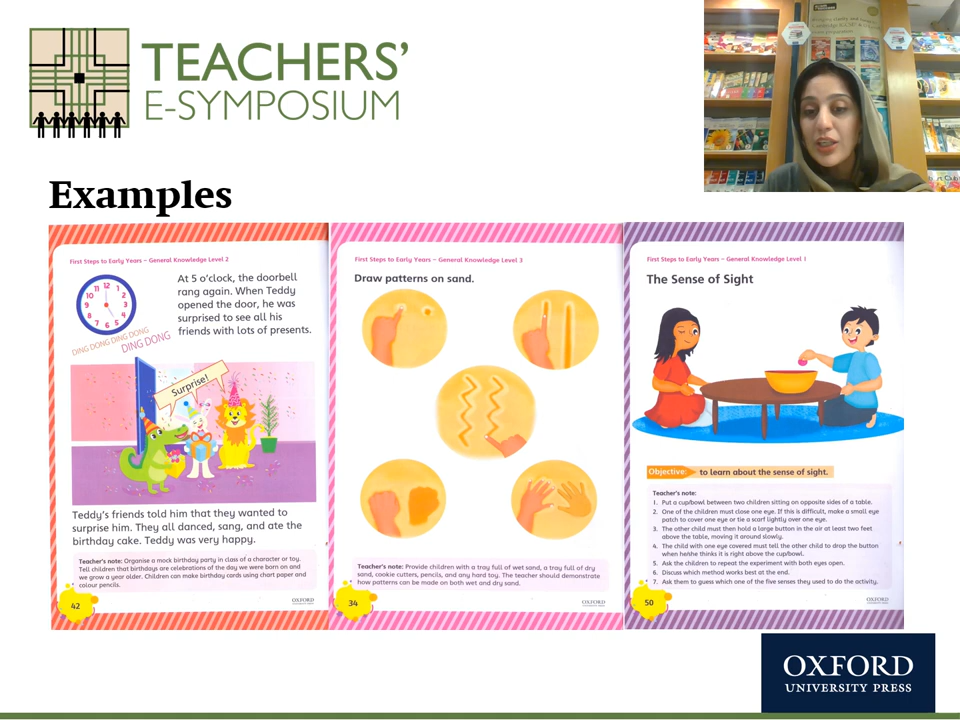 TEACHERS'
E-SYMPOSIUM
Examples
First Steps to Early Years – General Knowledge Level 2
12
11
1
10
2
9
3
8
4
7
5
6
At 5 o'clock, the doorbell
rang again. When Teddy
opened the door, he was
surprised to see all his
friends with lots of presents.
DING DONG DING DONG
DING DONG
Surprise!
Teddy's friends told him that they wanted to
surprise him. They all danced, sang, and ate the
birthday cake. Teddy was very happy.
Teacher's note: Organise a mock birthday party in class of a character or toy.
Tell children that birthdays are celebrations of the day we were born on and
we grow a year older. Children can make birthday cards using chart paper and
colour pencils.
42
OXFORD
First Steps to Early Years – General Knowledge Level 3
Draw patterns on sand.
Teacher's note: Provide children with a tray full of wet sand, a tray full of dry
sand, cookie cutters, pencils, and any hard toy. The teacher should demonstrate
how patterns can be made on both wet and dry sand.
34
OXFORD
First Steps to Early Years – General Knowledge Level 1
The Sense of Sight
Objective: to learn about the sense of sight.
Teacher's note:
1. Put a cup/bowl between two children sitting on opposite sides of a table.
2. One of the children must close one eye. If this is difficult, make a small eye
patch to cover one eye or tie a scarf lightly over one eye.
3. The other child must then hold a large button in the air at least two feet
above the table, moving it around slowly.
4. The child with one eye covered must tell the other child to drop the button
when he/she thinks it is right above the cup/bowl.
5. Ask the children to repeat the experiment with both eyes open.
6. Discuss which method works best at the end.
7. Ask them to guess which one of the five senses they used to do the activity.
50
OXFORD
OXFORD
UNIVERSITY PRESS